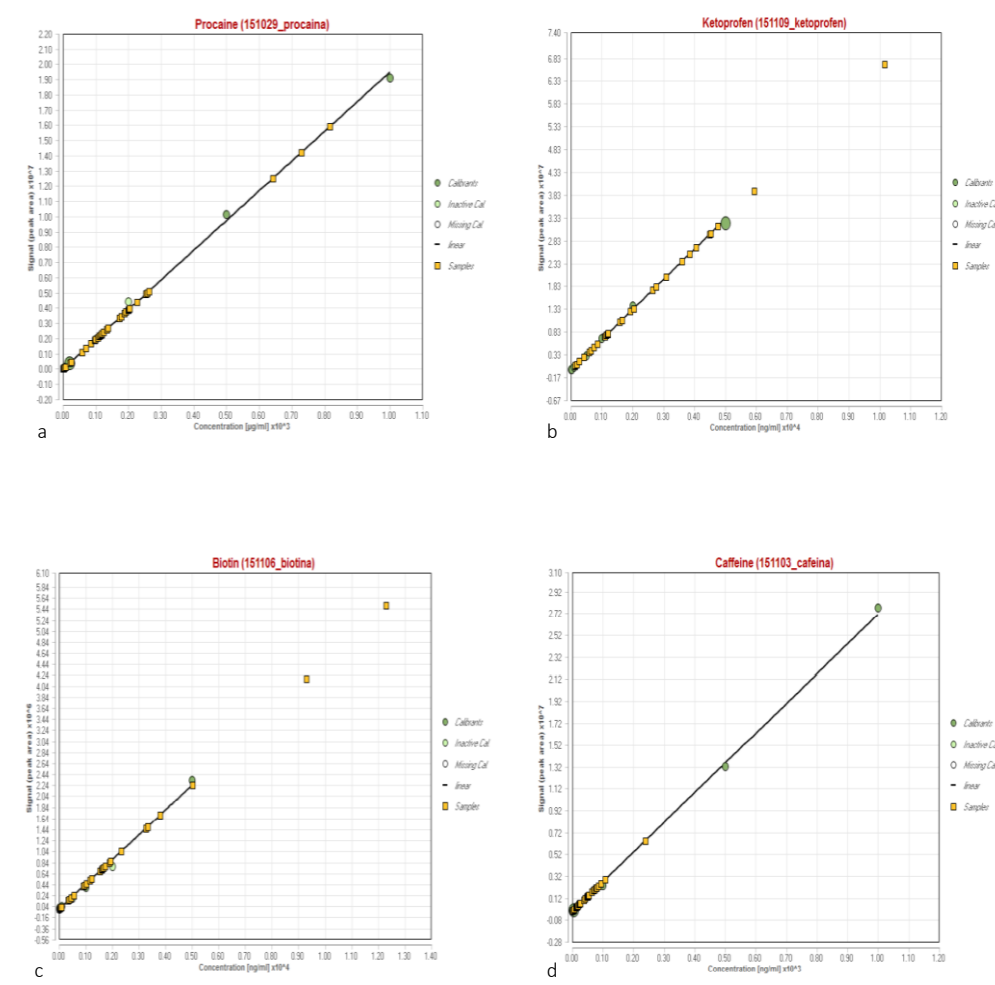 Procaine (151029_procaina)
2.20
2.10
2.00
1.90
1.80
1.70
1.60
1.50
1.40
1.30
1.20
1.10
1.00
0.90
0.80
0.70
0.60
0.50
0.40
0.30
0.20
0.10
0.00
-0.10
-0.20
Signal (peak area) x10^7
0.00 0.10 0.20 0.30 0.40 0.50 0.60 0.70 0.80 0.90 1.00 1.10
Concentration [µg/ml] x10^3
Calibrants
Inactive Cal
Missing Cal
linear
Samples
a
Ketoprofen (151109_ketoprofen)
7.40
6.83
6.33
5.83
5.33
4.83
4.33
3.83
3.33
2.83
2.33
1.83
1.33
0.83
0.33
-0.17
-0.67
Signal (peak area) x10^7
0.00 0.10 0.20 0.30 0.40 0.50 0.60 0.70 0.80 0.90 1.00 1.10 1.20
Concentration [ng/ml] x10^4
Calibrants
Inactive Ca
Missing Ca
linear
Samples
b
Biotin (151106_biotina)
6.10
5.84
5.64
5.44
5.24
5.04
4.84
4.64
4.44
4.24
4.04
3.84
3.64
3.44
3.24
3.04
2.84
2.64
2.44
2.24
2.04
1.84
1.64
1.44
1.24
1.04
0.84
0.64
0.44
0.24
0.04
-0.16
-0.36
-0.56
Signal (peak area) x10^6
0.00 0.10 0.20 0.30 0.40 0.50 0.60 0.70 0.80 0.90 1.00 1.10 1.20 1.30 1.40
Concentration [ng/ml] x10^4
Calibrants
Inactive Cal
Missing Cal
linear
Samples
c
Caffeine (151103_cafeina)
3.10
2.92
2.72
2.52
2.32
2.12
1.92
1.72
1.52
1.32
1.12
0.92
0.72
0.52
0.32
0.12
-0.08
-0.28
Signal (peak area) x10^7
0.00 0.10 0.20 0.30 0.40 0.50 0.60 0.70 0.80 0.90 1.00 1.10 1.20
Concentration [ng/ml] x10^3
Calibrants
Inactive Ca
Missing Ca
linear
Samples
d